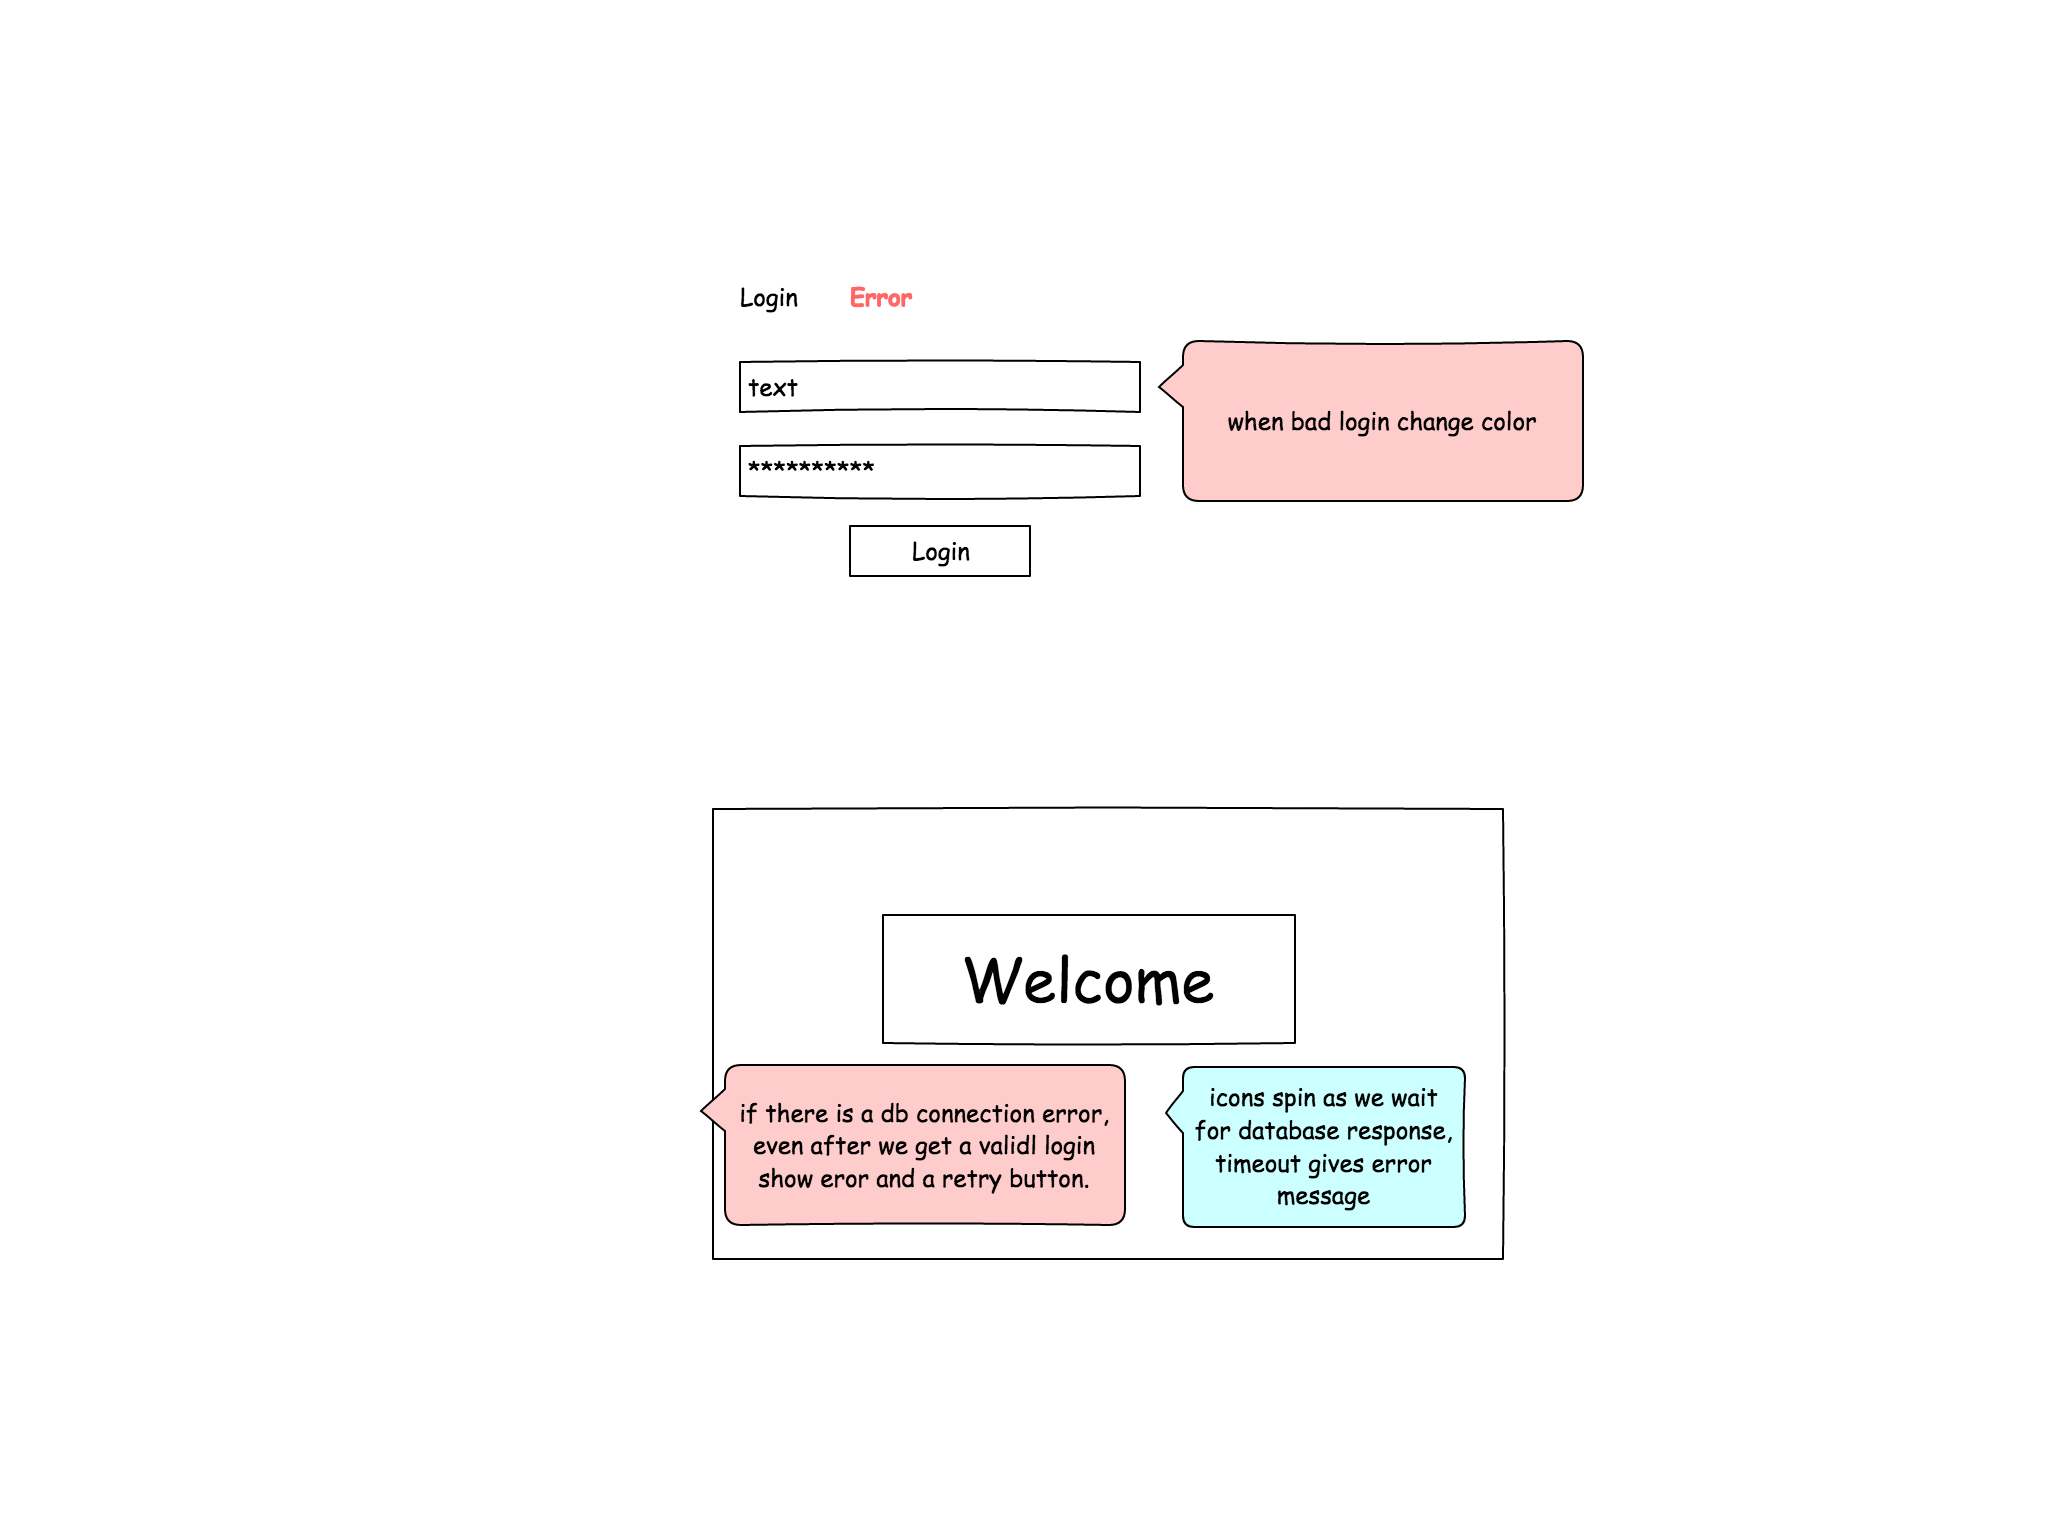 Login Error
text
when bad login change color
**********
Login
Welcome
if there is a db connection error,
even after we get a validl login
show eror and a retry button.
icons spin as we wait
for database response,
timeout gives error
message